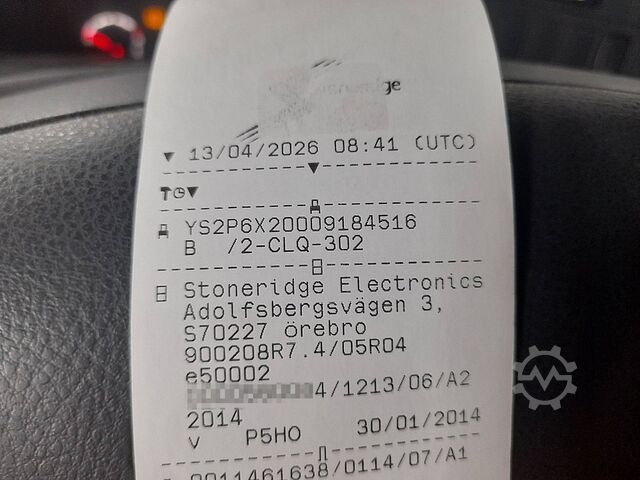 ▼ 13/04/2026 08:41 (UTC)
YS2P6X20009184516
B /2-CLQ-302
Stoneridge Electronics
Adolfsbergsvägen 3,
S70227 örebro
900208R7.4/05R04
e50002
4/1213/06/A2
2014
v P5HO 30/01/2014
0011461638/0114/07/A1